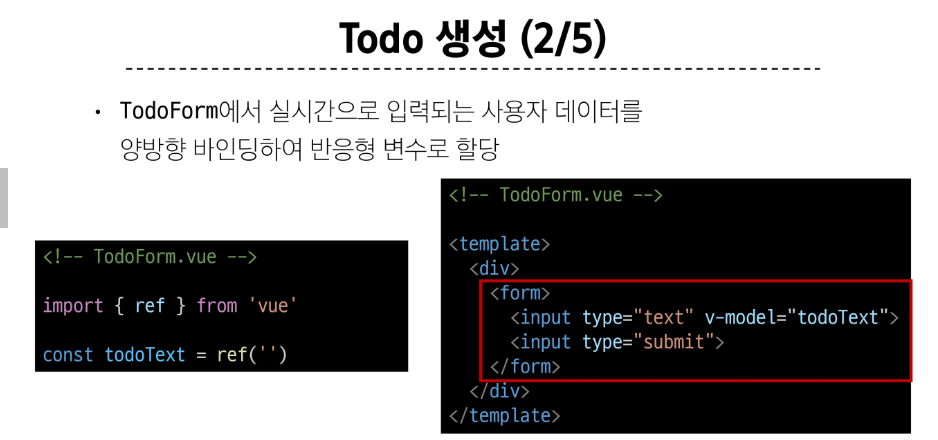 Todo 생성 (2/5)
• TodoForm에서 실시간으로 입력되는 사용자 데이터를
양방향 바인딩하여 반응형 변수로 할당
<!-- TodoForm.vue -->
import { ref } from 'vue'
const todoText = ref('')
<!-- TodoForm.vue -->
<template>
<div>
<form>
<input type="text" v-model="todoText">
<input type="submit">
</form>
</div>
</template>